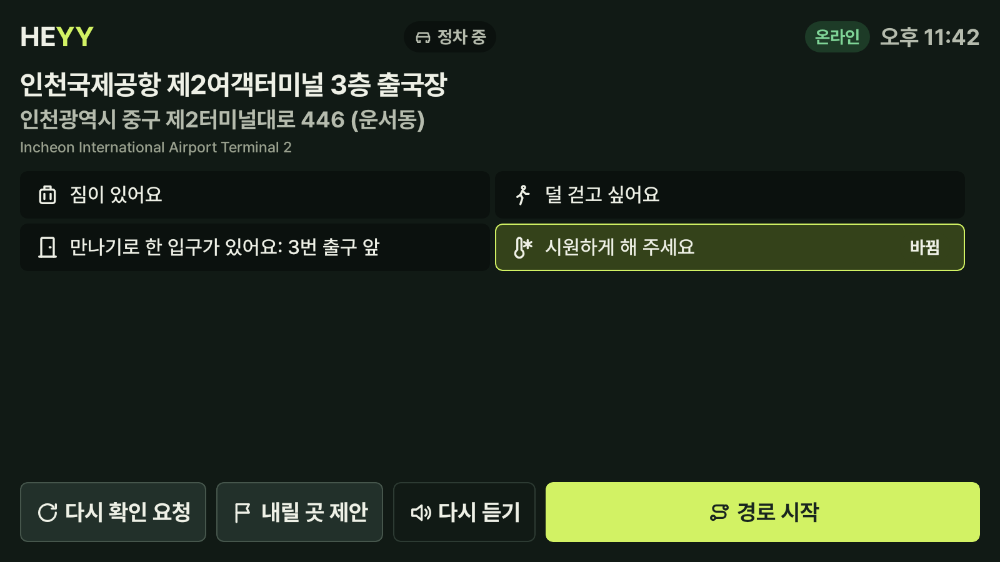 HEYY
정차 중
온라인
오후 11:42
인천국제공항 제2여객터미널 3층 출국장
인천광역시 중구 제2터미널대로 446 (운서동)
Incheon International Airport Terminal 2
짐이 있어요
덜 걷고 싶어요
만나기로 한 입구가 있어요: 3번 출구 앞
시원하게 해 주세요
바뀜
다시 확인 요청
내릴 곳 제안
다시 듣기
경로 시작